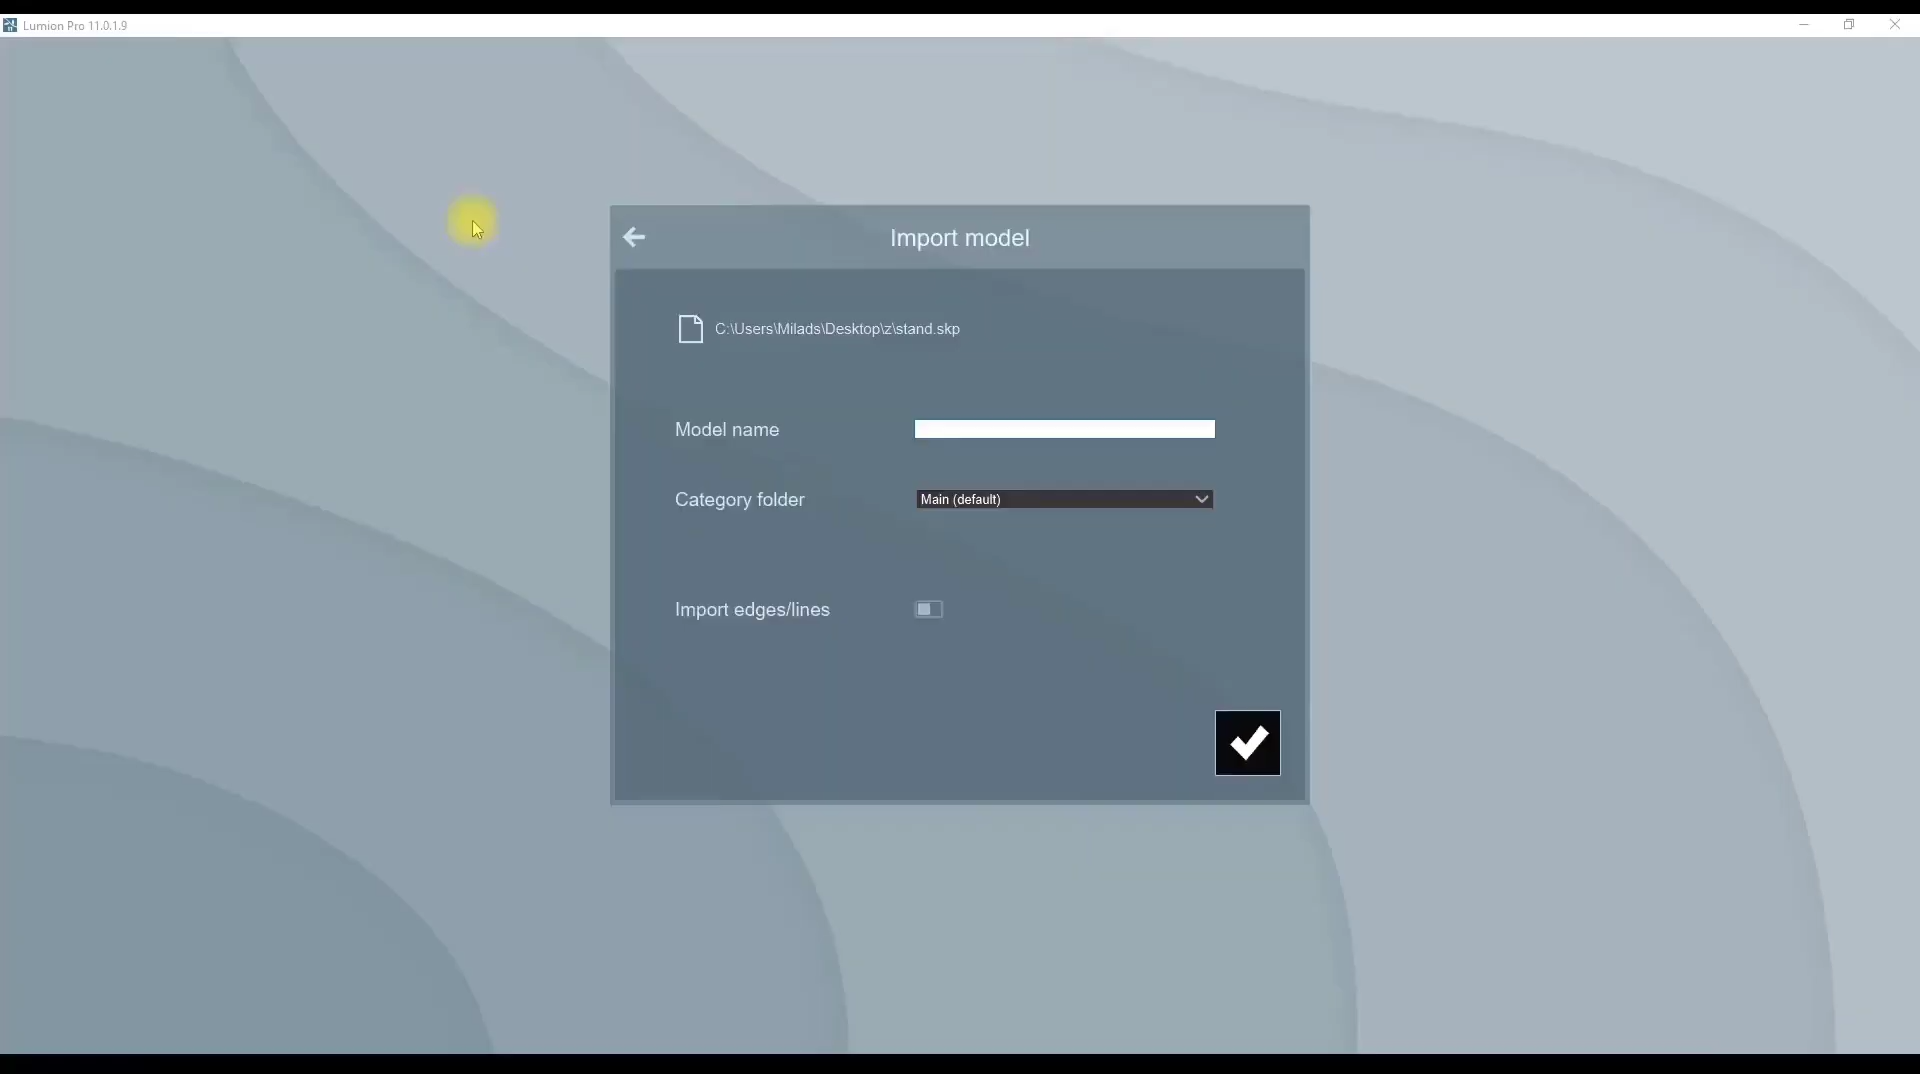 Lumion Pro 11.0.1.9
Import model
C:\Users\Milads\Desktop\z\stand.skp
Model name
Category folder
Main (default)
Import edges/lines